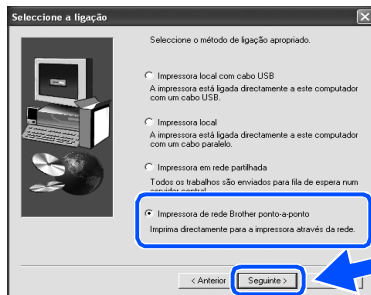 Seleccione a ligação
Seleccione o método de ligação apropriado.
Impressora local com cabo USB
A impressora está ligada directamente a este computador
com um cabo USB.
Impressora local
A impressora está ligada directamente a este computador
com um cabo paralelo.
Impressora em rede partilhada
Todos os trabalhos são enviados para fila de espera num
servidor central.
Impressora de rede Brother ponto-a-ponto
Imprima directamente para a impressora através da rede.
< Anterior
Seguinte >